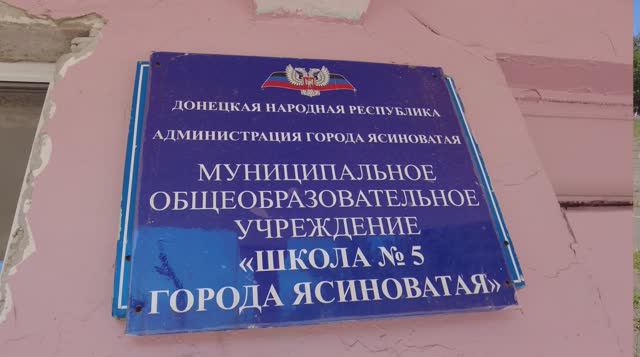 ДОНЕЦКАЯ НАРОДНАЯ РЕСПУБЛИКА
АДМИНИСТРАЦИЯ ГОРОДА ЯСИНОВАТАЯ
МУНИЦИПАЛЬНОЕ
ОБЩЕОБРАЗОВАТЕЛЬНОЕ
УЧРЕЖДЕНИЕ
«ШКОЛА № 5
ГОРОДА ЯСИНОВАТАЯ»